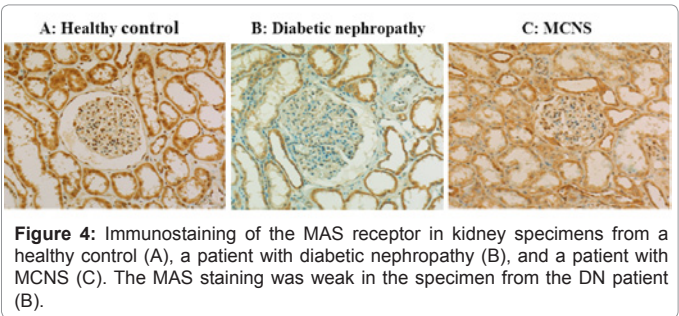 A: Healthy control B: Diabetic nephropathy C: MCNS
Figure 4: Immunostaining of the MAS receptor in kidney specimens from a
healthy control (A), a patient with diabetic nephropathy (B), and a patient with
MCNS (C). The MAS staining was weak in the specimen from the DN patient
(B).